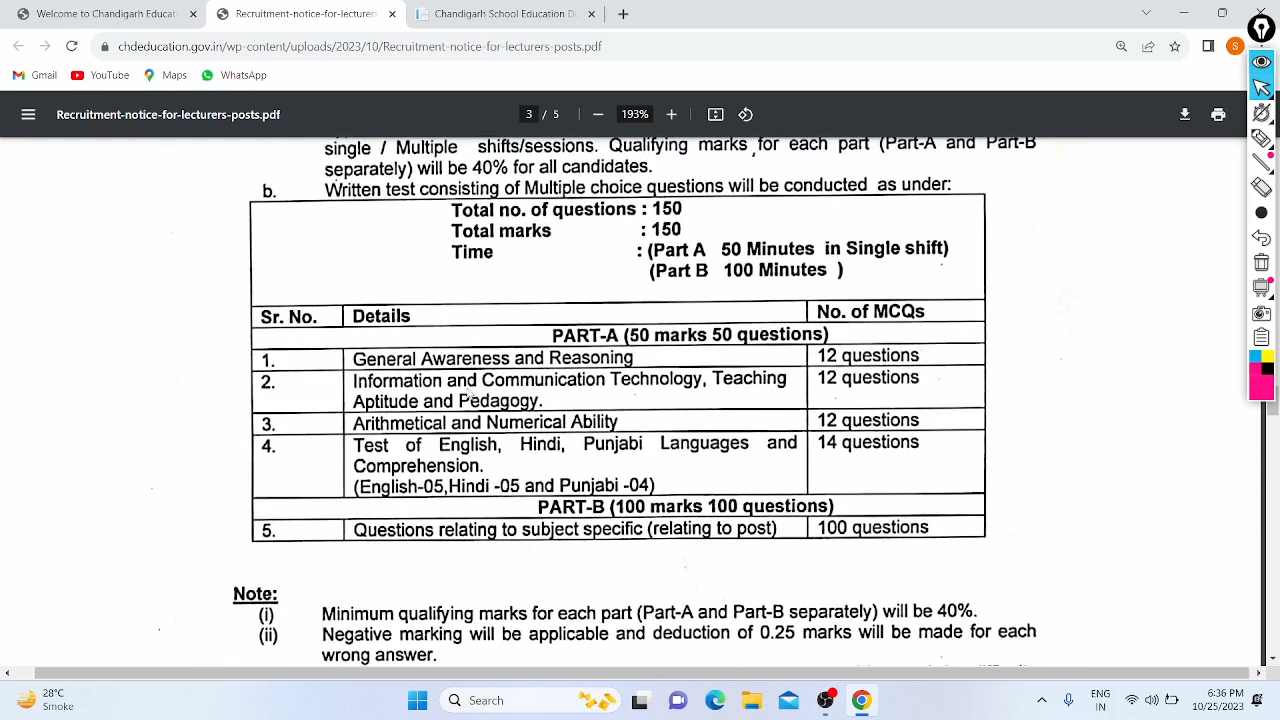 Welcome to Chandigarh Educat
Recruitment-notice-for-lecturers
Chandigarh School Education De
chdeducation.gov.in/wp-content/uploads/2023/10/Recruitment-notice-for-lecturers-posts.pdf
S
Gmail YouTube Maps WhatsApp
Recruitment-notice-for-lecturers-posts.pdf 3 / 5 193%
single / Multiple shifts/sessions. Qualifying marks for each part (Part-A and Part-B
separately) will be 40% for all candidates.
b. Written test consisting of Multiple choice questions will be conducted as under:
Total no. of questions : 150
Total marks : 150
Time : (Part A 50 Minutes in Single shift)
(Part B 100 Minutes )
Sr. No. Details No. of MCQs
PART-A (50 marks 50 questions)
1. General Awareness and Reasoning 12 questions
2. Information and Communication Technology, Teaching 12 questions
Aptitude and Pedagogy.
3. Arithmetical and Numerical Ability 12 questions
4. Test of English, Hindi, Punjabi Languages and 14 questions
Comprehension.
(English-05,Hindi -05 and Punjabi -04)
PART-B (100 marks 100 questions)
5. Questions relating to subject specific (relating to post) 100 questions
Note:
(i) Minimum qualifying marks for each part (Part-A and Part-B separately) will be 40%.
(ii) Negative marking will be applicable and deduction of 0.25 marks will be made for each
wrong answer.
28°C
Smoke
Search
ENG
IN
6:36 PM
10/25/2023